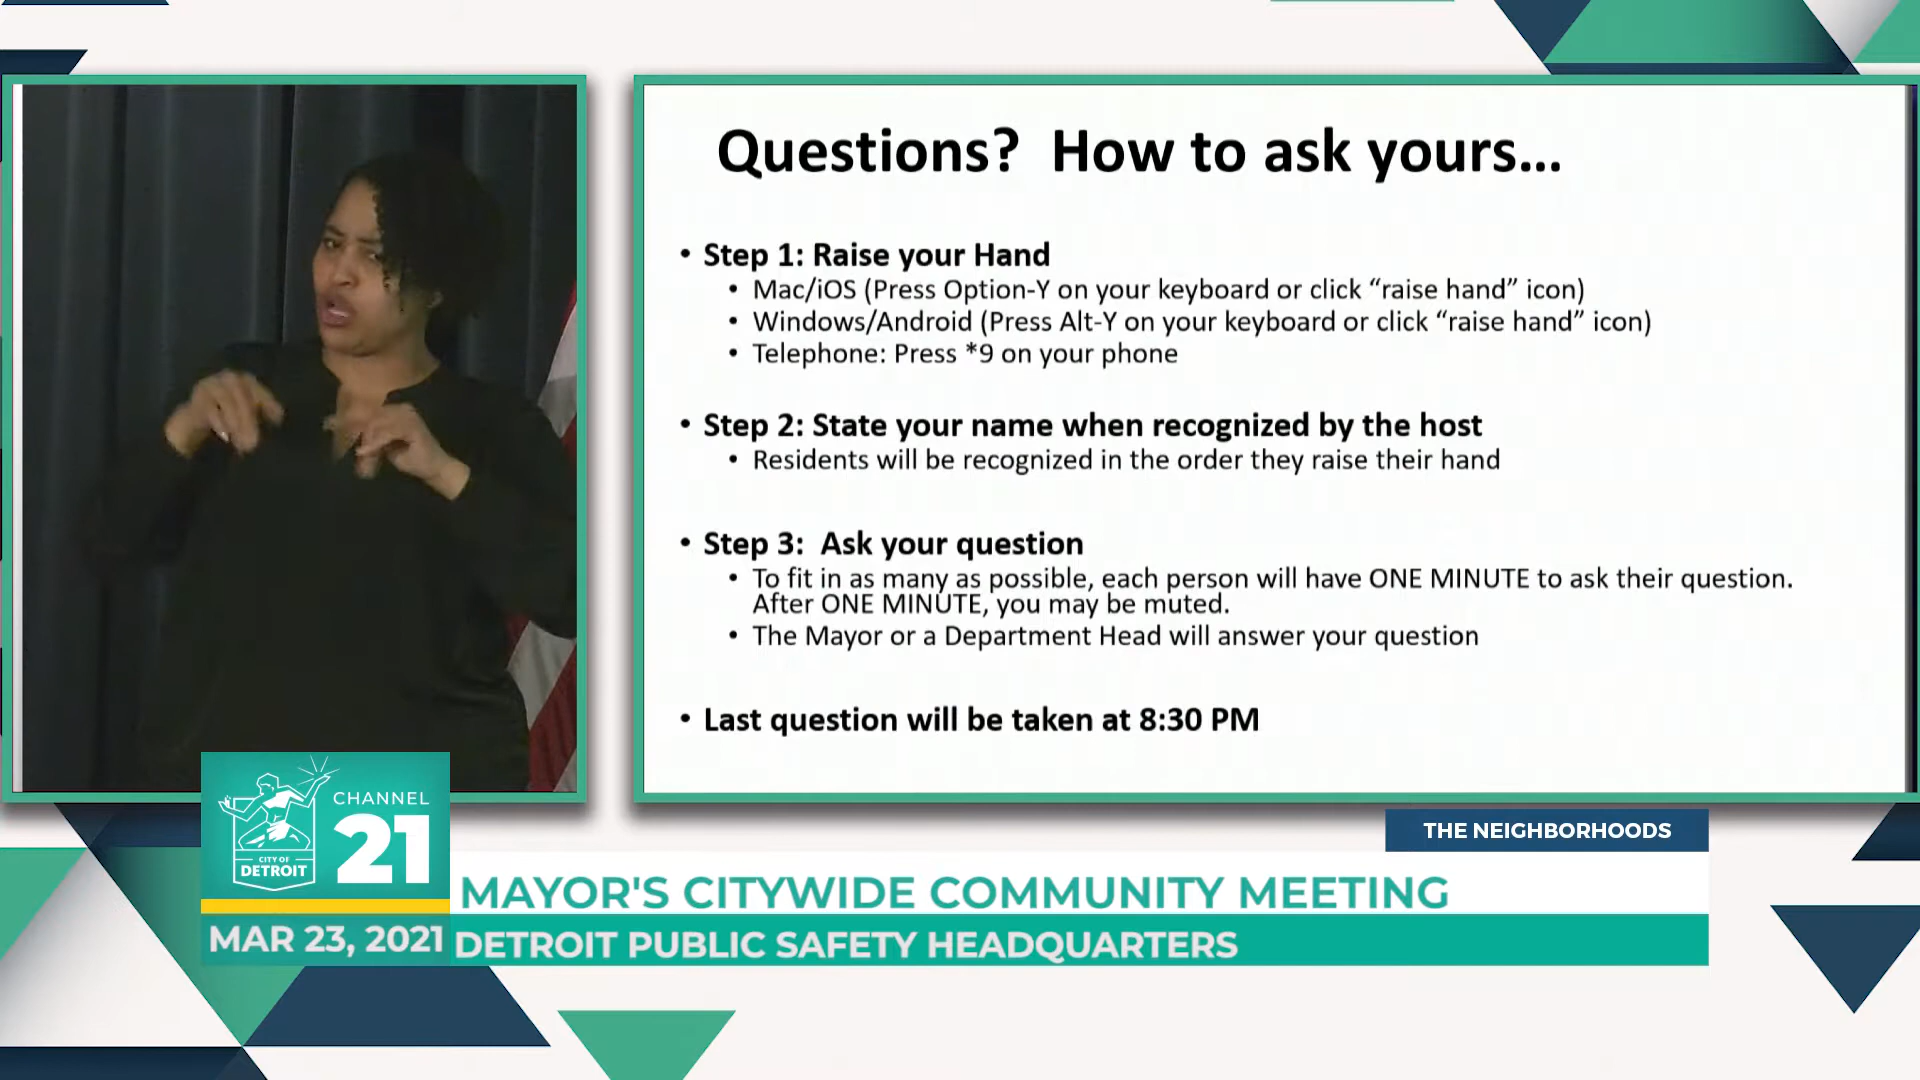 Questions?  How to ask yours...
• Step 1: Raise your Hand
• Mac/iOS (Press Option-Y on your keyboard or click “raise hand” icon)
• Windows/Android (Press Alt-Y on your keyboard or click “raise hand” icon)
• Telephone: Press *9 on your phone
• Step 2: State your name when recognized by the host
• Residents will be recognized in the order they raise their hand
• Step 3:  Ask your question
• To fit in as many as possible, each person will have ONE MINUTE to ask their question.
After ONE MINUTE, you may be muted.
• The Mayor or a Department Head will answer your question
• Last question will be taken at 8:30 PM
CHANNEL
21
CITY OF
DETROIT
THE NEIGHBORHOODS
MAYOR'S CITYWIDE COMMUNITY MEETING
MAR 23, 2021
DETROIT PUBLIC SAFETY HEADQUARTERS